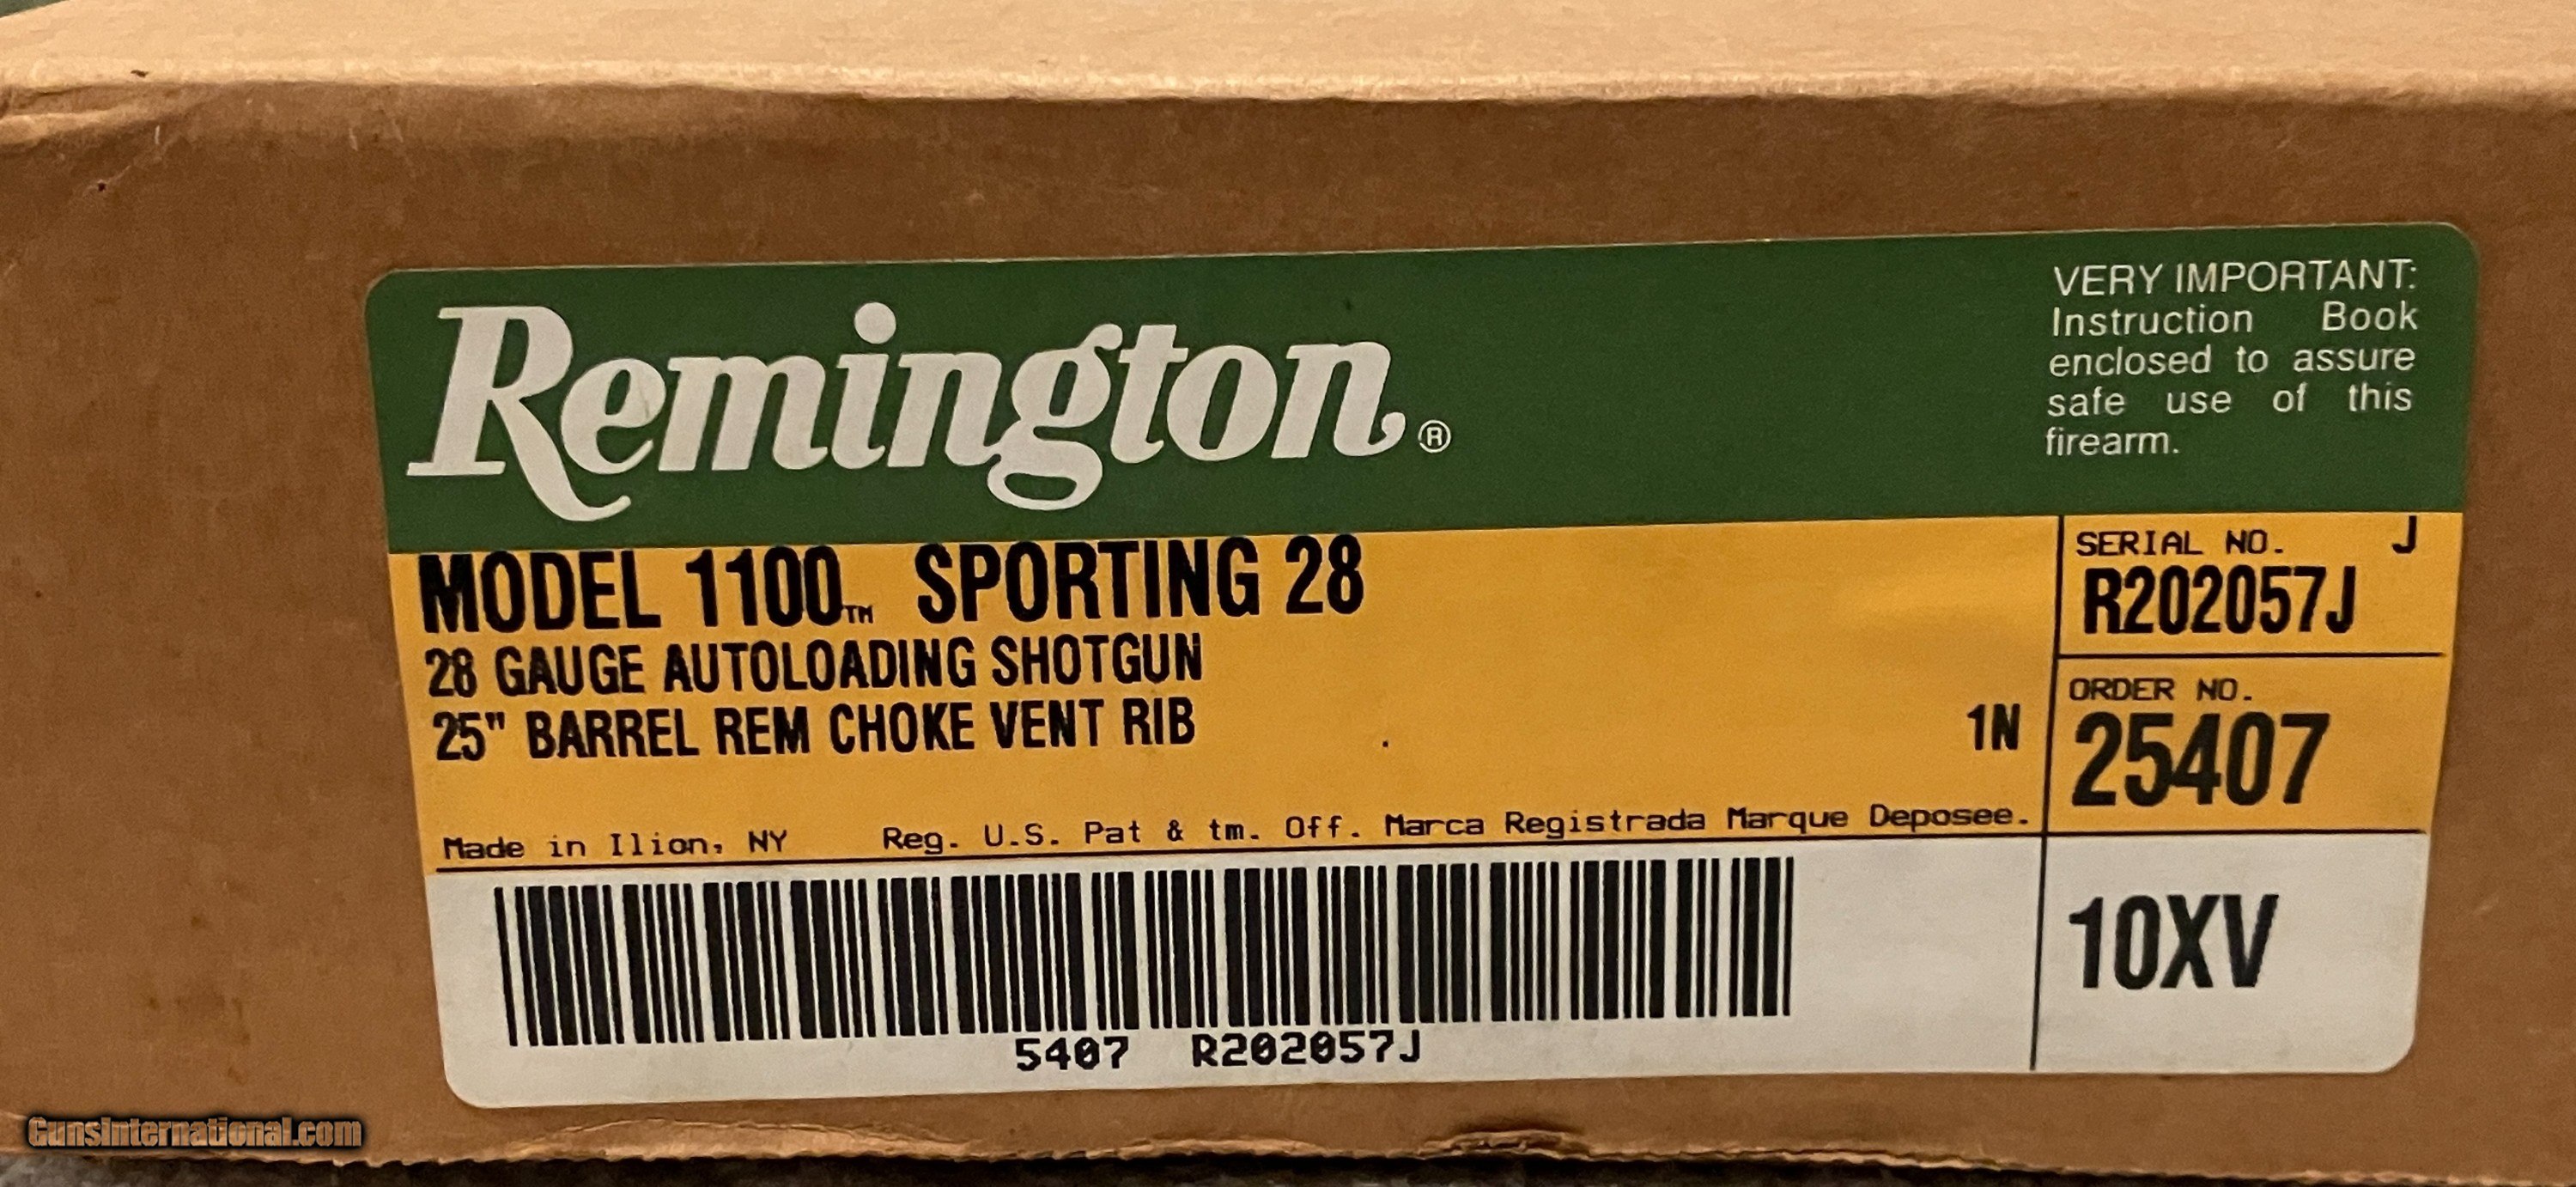 Remington®
VERY IMPORTANT:
Instruction Book
enclosed to assure
safe use of this
firearm.
MODEL 1100™ SPORTING 28
28 GAUGE AUTOLOADING SHOTGUN
25" BARREL REM CHOKE VENT RIB
1N
Made in Ilion, NY Reg. U.S. Pat & tm. Off. Marca Registrada Marque Deposee.
SERIAL NO. J
R202057J
ORDER NO.
25407
10XV
5407 R202057J
GunsInternational.com